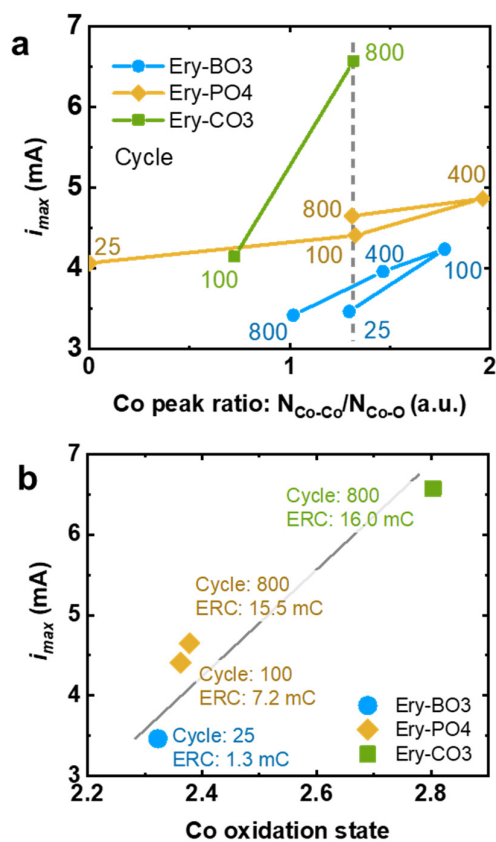 a
7
6
5
4
3
i_max (mA)
Ery-BO3
Ery-PO4
Ery-CO3
Cycle
800
400
25
800
100
400
100
100
800
25
0
1
2
Co peak ratio: N_Co-Co/N_Co-O (a.u.)
b
7
6
5
4
3
i_max (mA)
Cycle: 800
ERC: 16.0 mC
Cycle: 800
ERC: 15.5 mC
Cycle: 100
ERC: 7.2 mC
Cycle: 25
ERC: 1.3 mC
Ery-BO3
Ery-PO4
Ery-CO3
2.2
2.4
2.6
2.8
Co oxidation state